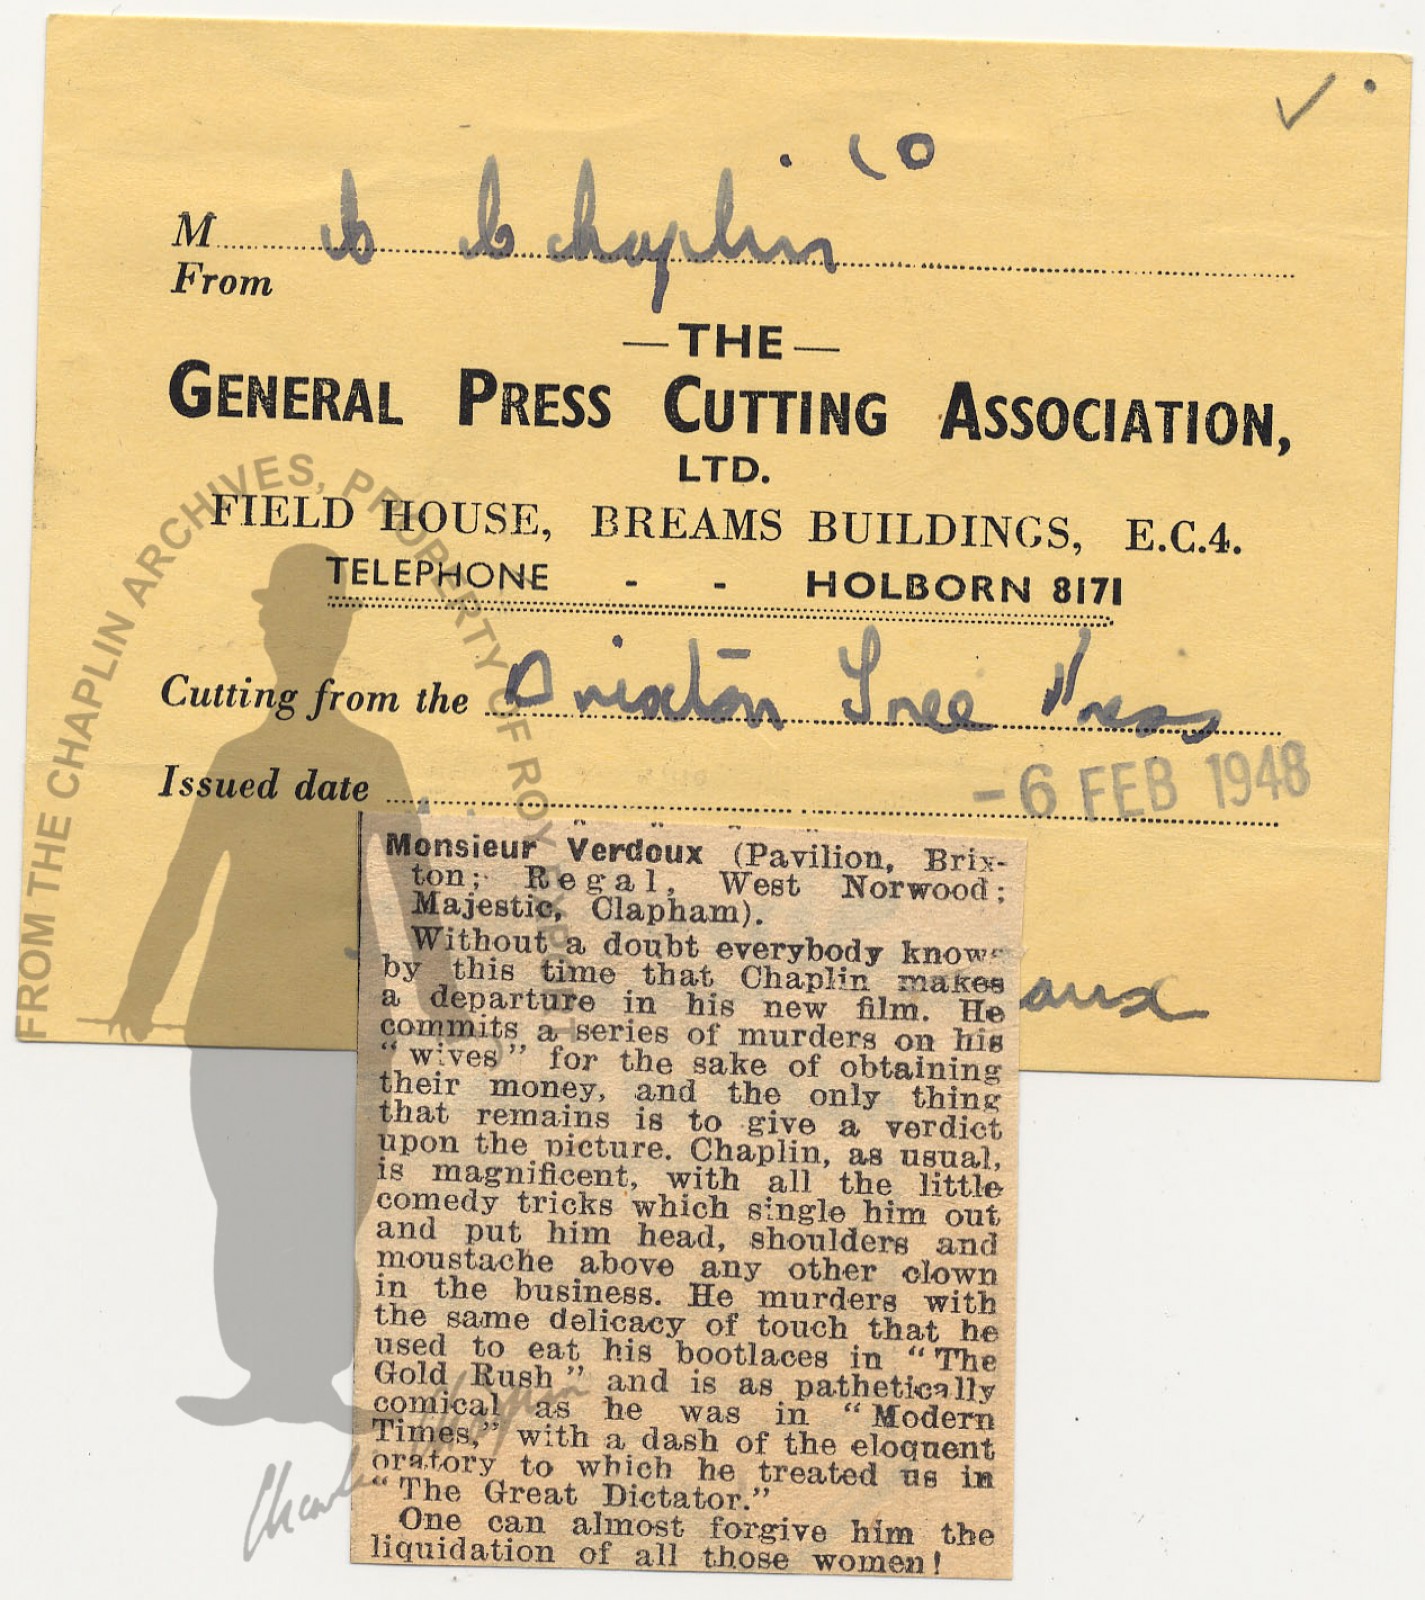 ✓ .
10
M C C Chaplin
From
— THE —
GENERAL PRESS CUTTING ASSOCIATION,
LTD.
FIELD HOUSE, BREAMS BUILDINGS, E.C.4.
TELEPHONE - - HOLBORN 8171
Cutting from the Brixton Free Press
Issued date -6 FEB 1948
Monsieur Verdoux (Pavilion, Brix-
ton; Regal, West Norwood;
Majestic, Clapham).
Without a doubt everybody knows
by this time that Chaplin makes
a departure in his new film. He
commits a series of murders on his
“wives” for the sake of obtaining
their money, and the only thing
that remains is to give a verdict
upon the picture. Chaplin, as usual,
is magnificent, with all the little
comedy tricks which single him out
and put him head, shoulders and
moustache above any other clown
in the business. He murders with
the same delicacy of touch that he
used to eat his bootlaces in “The
Gold Rush” and is as pathetically
comical as he was in “Modern
Times,” with a dash of the eloquent
oratory to which he treated us in
“The Great Dictator.”
One can almost forgive him the
liquidation of all those women!
FROM THE CHAPLIN ARCHIVES, PROPERTY OF ROY EXPORT
Charlie Chaplin